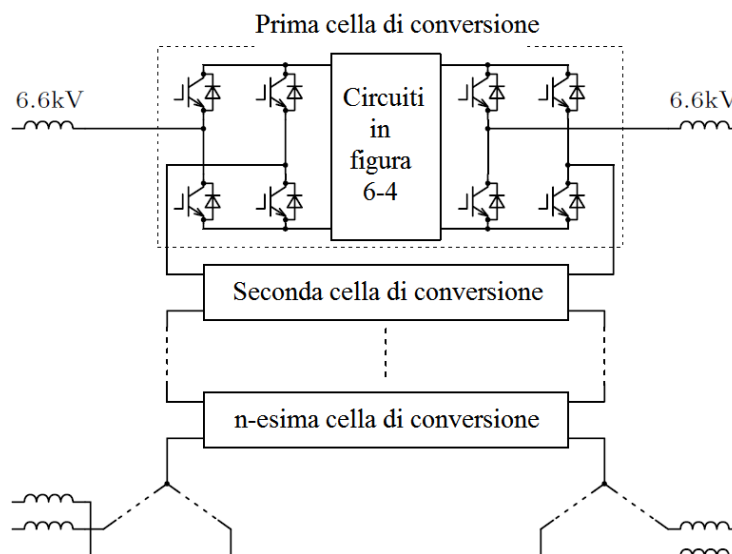 Prima cella di conversione
6.6kV
6.6kV
Circuiti
in
figura
6-4
Seconda cella di conversione
n-esima cella di conversione